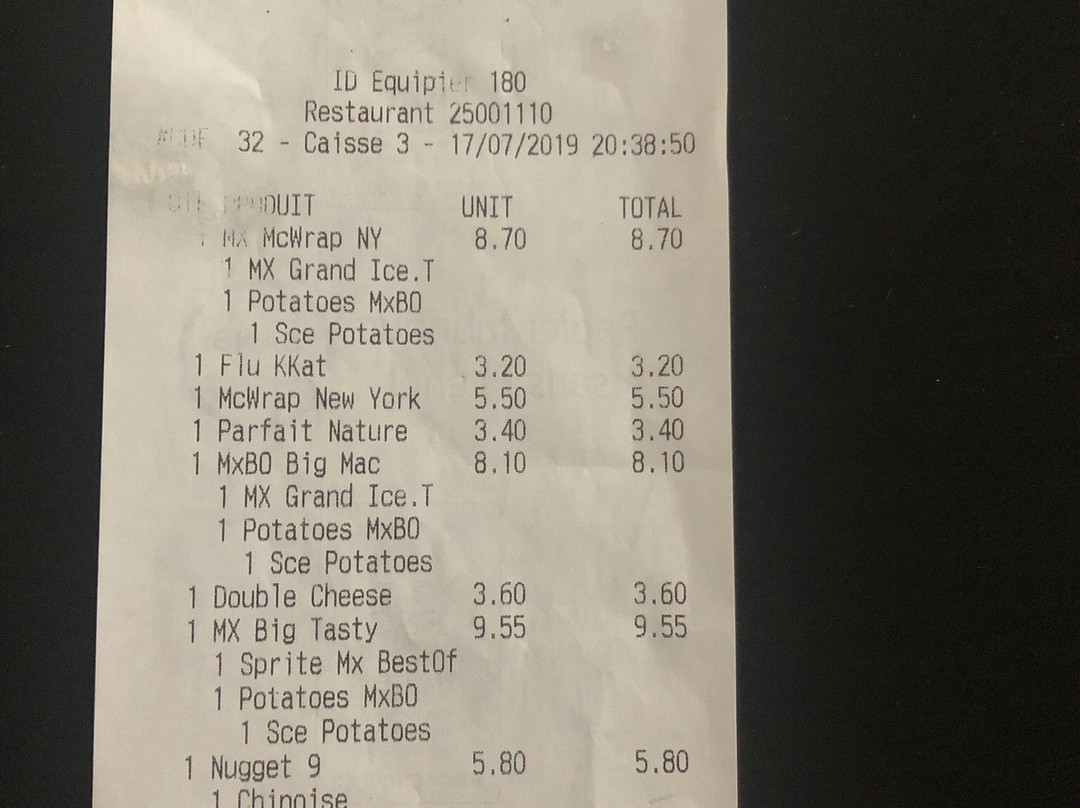 ID Equipier 180
Restaurant 25001110
32 - Caisse 3 - 17/07/2019 20:38:50
PRODUIT UNIT TOTAL
1 MX McWrap NY 8.70 8.70
1 MX Grand Ice.T
1 Potatoes MxBO
1 Sce Potatoes
1 Flu KKat 3.20 3.20
1 McWrap New York 5.50 5.50
1 Parfait Nature 3.40 3.40
1 MxBO Big Mac 8.10 8.10
1 MX Grand Ice.T
1 Potatoes MxBO
1 Sce Potatoes
1 Double Cheese 3.60 3.60
1 MX Big Tasty 9.55 9.55
1 Sprite Mx BestOf
1 Potatoes MxBO
1 Sce Potatoes
1 Nugget 9 5.80 5.80
1 Chinoise